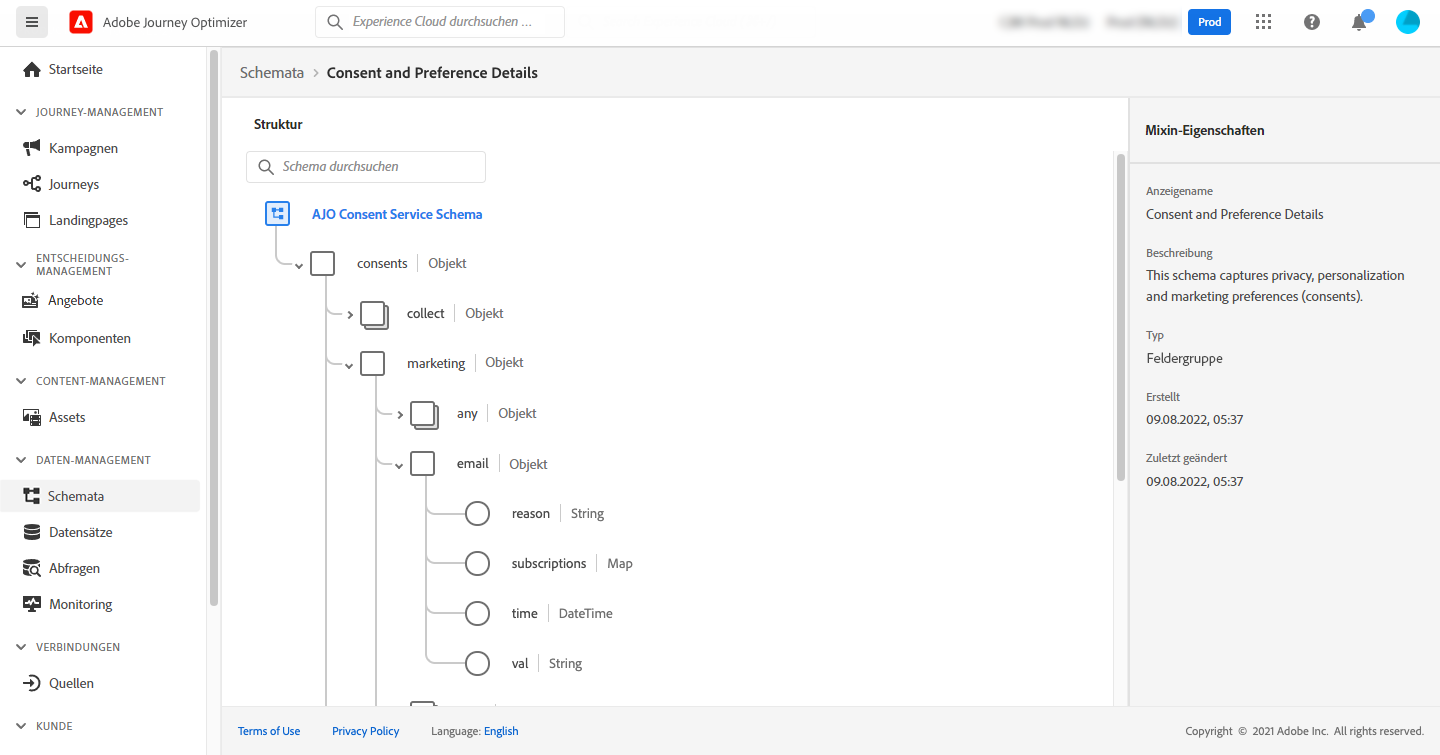 Adobe Journey Optimizer
Experience Cloud durchsuchen ...
Prod
Startseite
JOURNEY-MANAGEMENT
Kampagnen
Journeys
Landingpages
ENTSCHEIDUNGS-
MANAGEMENT
Angebote
Komponenten
CONTENT-MANAGEMENT
Assets
DATEN-MANAGEMENT
Schemata
Datensätze
Abfragen
Monitoring
VERBINDUNGEN
Quellen
KUNDE
Schemata > Consent and Preference Details
Struktur
Schema durchsuchen
AJO Consent Service Schema
consents | Objekt
collect | Objekt
marketing | Objekt
any | Objekt
email | Objekt
reason | String
subscriptions | Map
time | DateTime
val | String
Mixin-Eigenschaften
Anzeigename
Consent and Preference Details
Beschreibung
This schema captures privacy, personalization
and marketing preferences (consents).
Typ
Feldergruppe
Erstellt
09.08.2022, 05:37
Zuletzt geändert
09.08.2022, 05:37
Terms of Use Privacy Policy Language: English Copyright © 2021 Adobe Inc. All rights reserved.